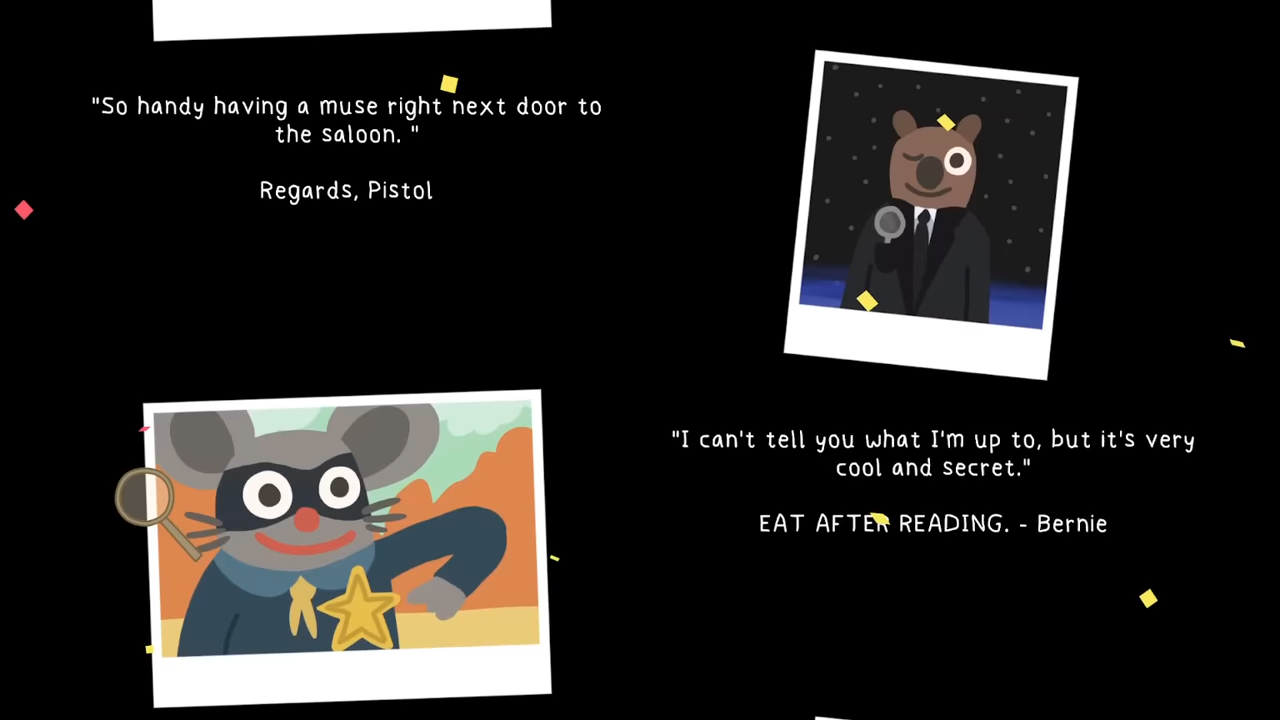 "So handy having a muse right next door to
the saloon. "
Regards, Pistol
"I can't tell you what I'm up to, but it's very
cool and secret."
EAT AFTER READING. - Bernie